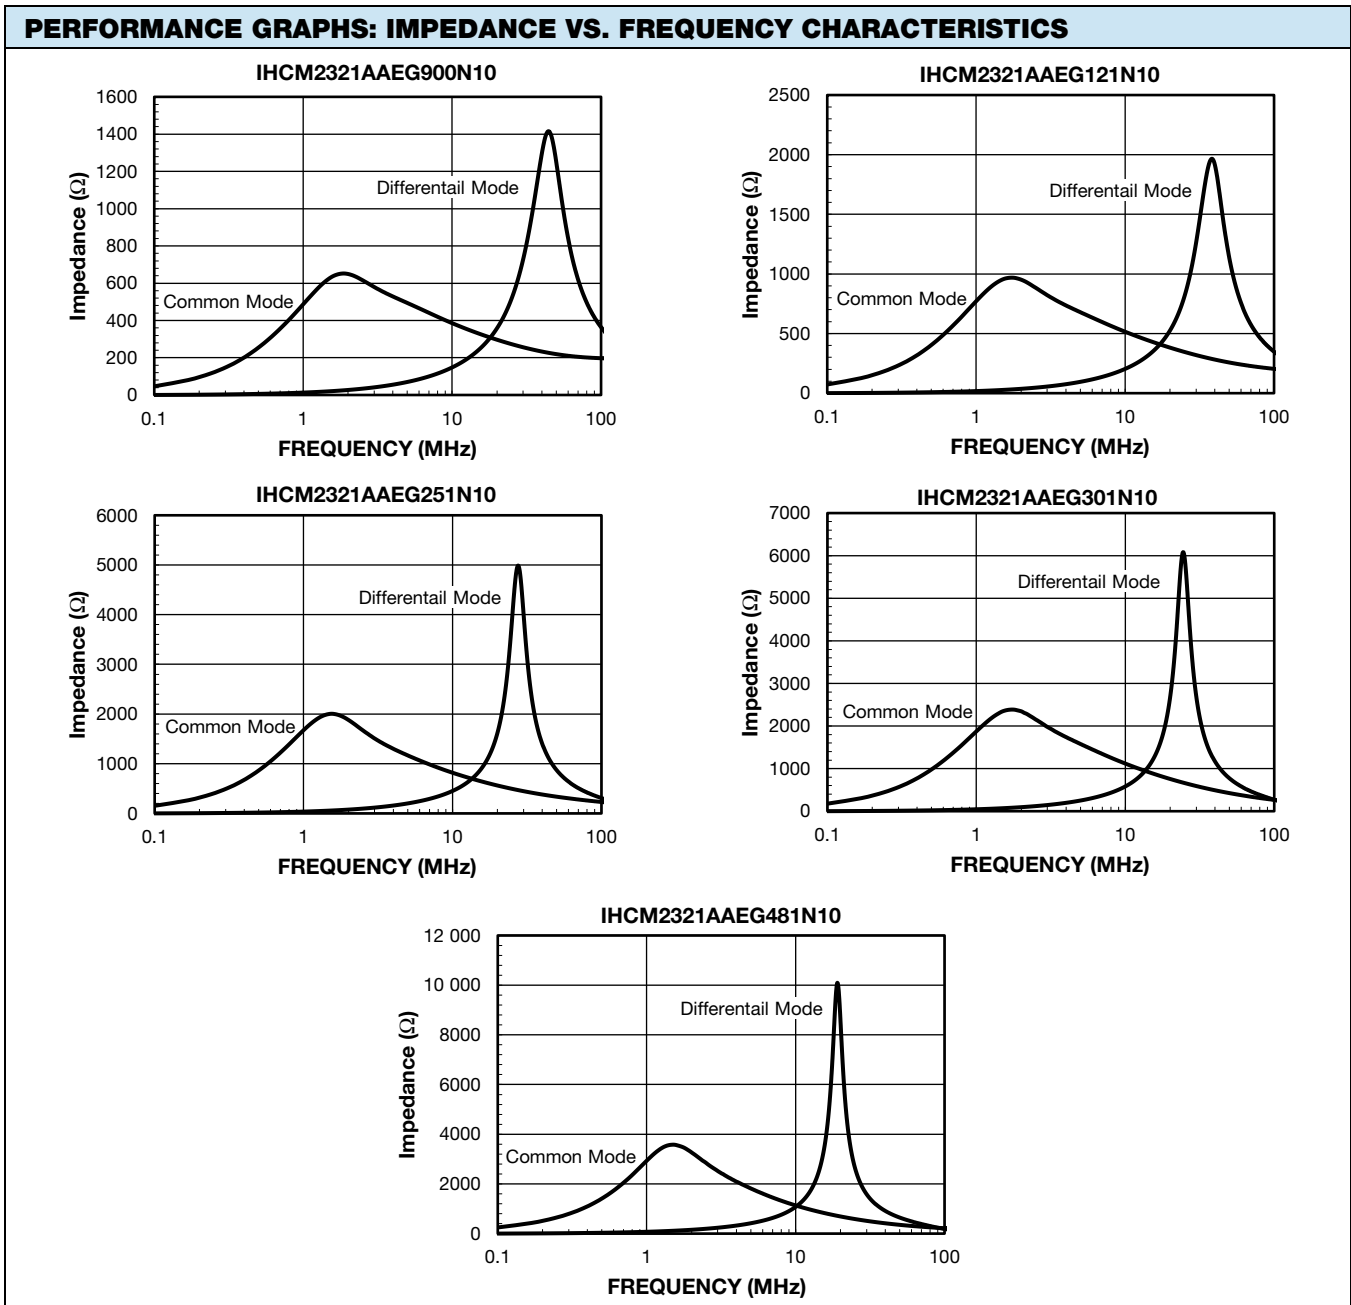 PERFORMANCE GRAPHS: IMPEDANCE VS. FREQUENCY CHARACTERISTICS
IHCM2321AAEG900N10
1600
1400
1200
1000
800
600
400
200
0
Impedance (Ω)
Differentail Mode
Common Mode
0.1
1
10
100
FREQUENCY (MHz)
IHCM2321AAEG121N10
2500
2000
1500
1000
500
0
Impedance (Ω)
Differentail Mode
Common Mode
0.1
1
10
100
FREQUENCY (MHz)
IHCM2321AAEG251N10
6000
5000
4000
3000
2000
1000
0
Impedance (Ω)
Differentail Mode
Common Mode
0.1
1
10
100
FREQUENCY (MHz)
IHCM2321AAEG301N10
7000
6000
5000
4000
3000
2000
1000
0
Impedance (Ω)
Differentail Mode
Common Mode
0.1
1
10
100
FREQUENCY (MHz)
IHCM2321AAEG481N10
12 000
10 000
8000
6000
4000
2000
0
Impedance (Ω)
Differentail Mode
Common Mode
0.1
1
10
100
FREQUENCY (MHz)